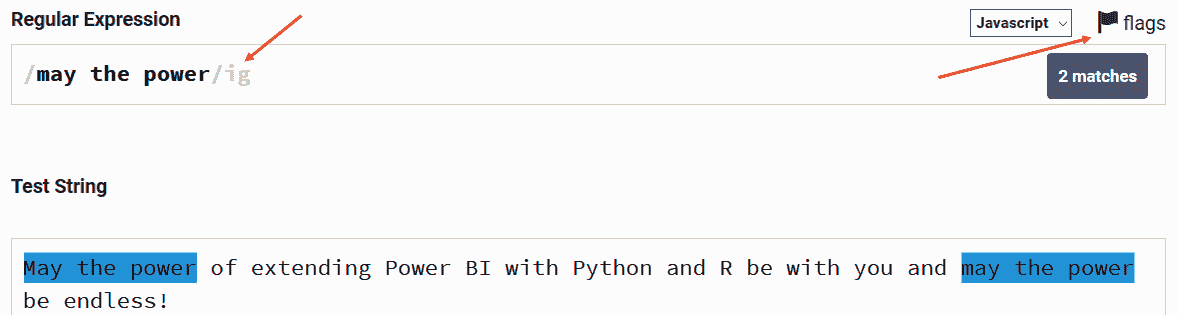 Regular Expression
Javascript
flags
/may the power/ig
2 matches
Test String
May the power of extending Power BI with Python and R be with you and may the power
be endless!